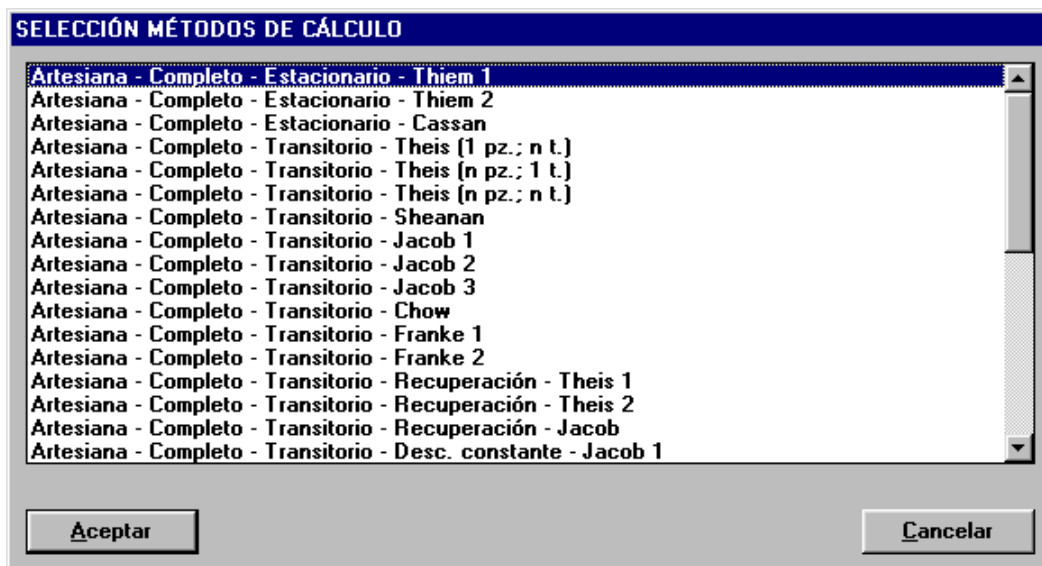 SELECCIÓN MÉTODOS DE CÁLCULO
Artesiana - Completo - Estacionario - Thiem 1
Artesiana - Completo - Estacionario - Thiem 2
Artesiana - Completo - Estacionario - Cassan
Artesiana - Completo - Transitorio - Theis (1 pz.; n t.)
Artesiana - Completo - Transitorio - Theis (n pz.; 1 t.)
Artesiana - Completo - Transitorio - Theis (n pz.; n t.)
Artesiana - Completo - Transitorio - Sheanan
Artesiana - Completo - Transitorio - Jacob 1
Artesiana - Completo - Transitorio - Jacob 2
Artesiana - Completo - Transitorio - Jacob 3
Artesiana - Completo - Transitorio - Chow
Artesiana - Completo - Transitorio - Franke 1
Artesiana - Completo - Transitorio - Franke 2
Artesiana - Completo - Transitorio - Recuperación - Theis 1
Artesiana - Completo - Transitorio - Recuperación - Theis 2
Artesiana - Completo - Transitorio - Recuperación - Jacob
Artesiana - Completo - Transitorio - Desc. constante - Jacob 1
Aceptar
Cancelar